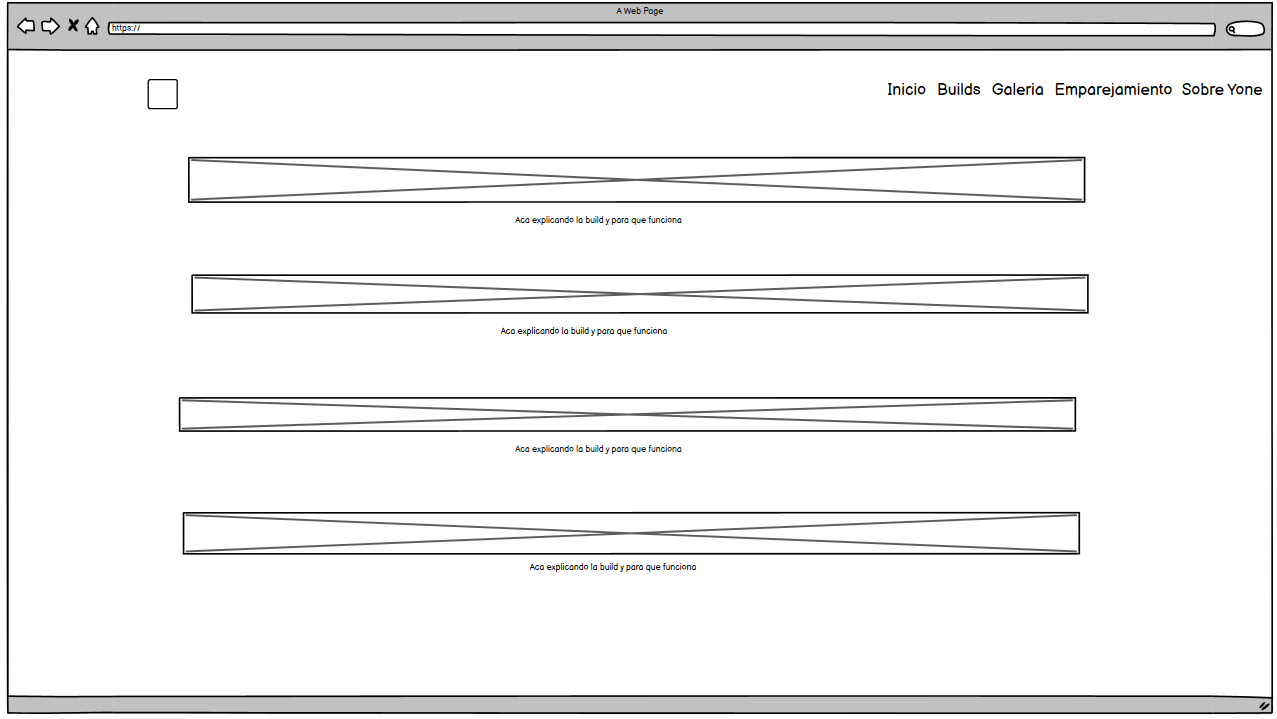 A Web Page
https://
Inicio Builds Galeria Emparejamiento Sobre Yone
Aca explicando la build y para que funciona
Aca explicando la build y para que funciona
Aca explicando la build y para que funciona
Aca explicando la build y para que funciona